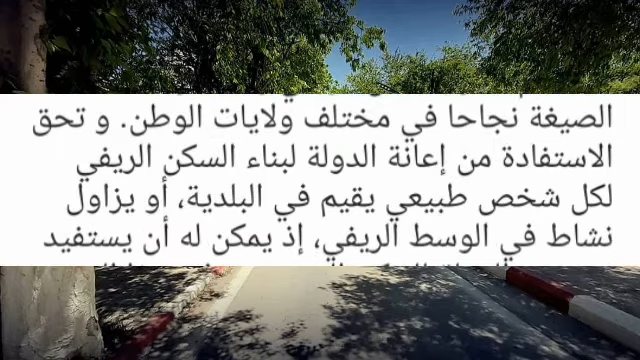 الصيغة نجاحا في مختلف ولايات الوطن. و تحق
الاستفادة من إعانة الدولة لبناء السكن الريفي
لكل شخص طبيعي يقيم في البلدية، أو يزاول
نشاط في الوسط الريفي، إذ يمكن له أن يستفيد